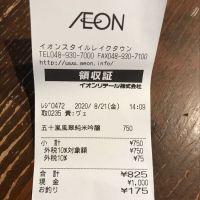 ÆON
イオンスタイルレイクタウン
TEL048-930-7000 FAX048-930-7100
http://www.aeon.info/
領収証
イオンリテール株式会社
ﾚｼﾞ0472 2020/ 8/21(金) 14:09
取0235 責:ヴェ
五十嵐風凛純米吟醸 750
小 計 ¥750
外税10%対象額 ¥750
外税10% ¥75
合計 ¥825
現 金 ¥1,000
お釣り ¥175